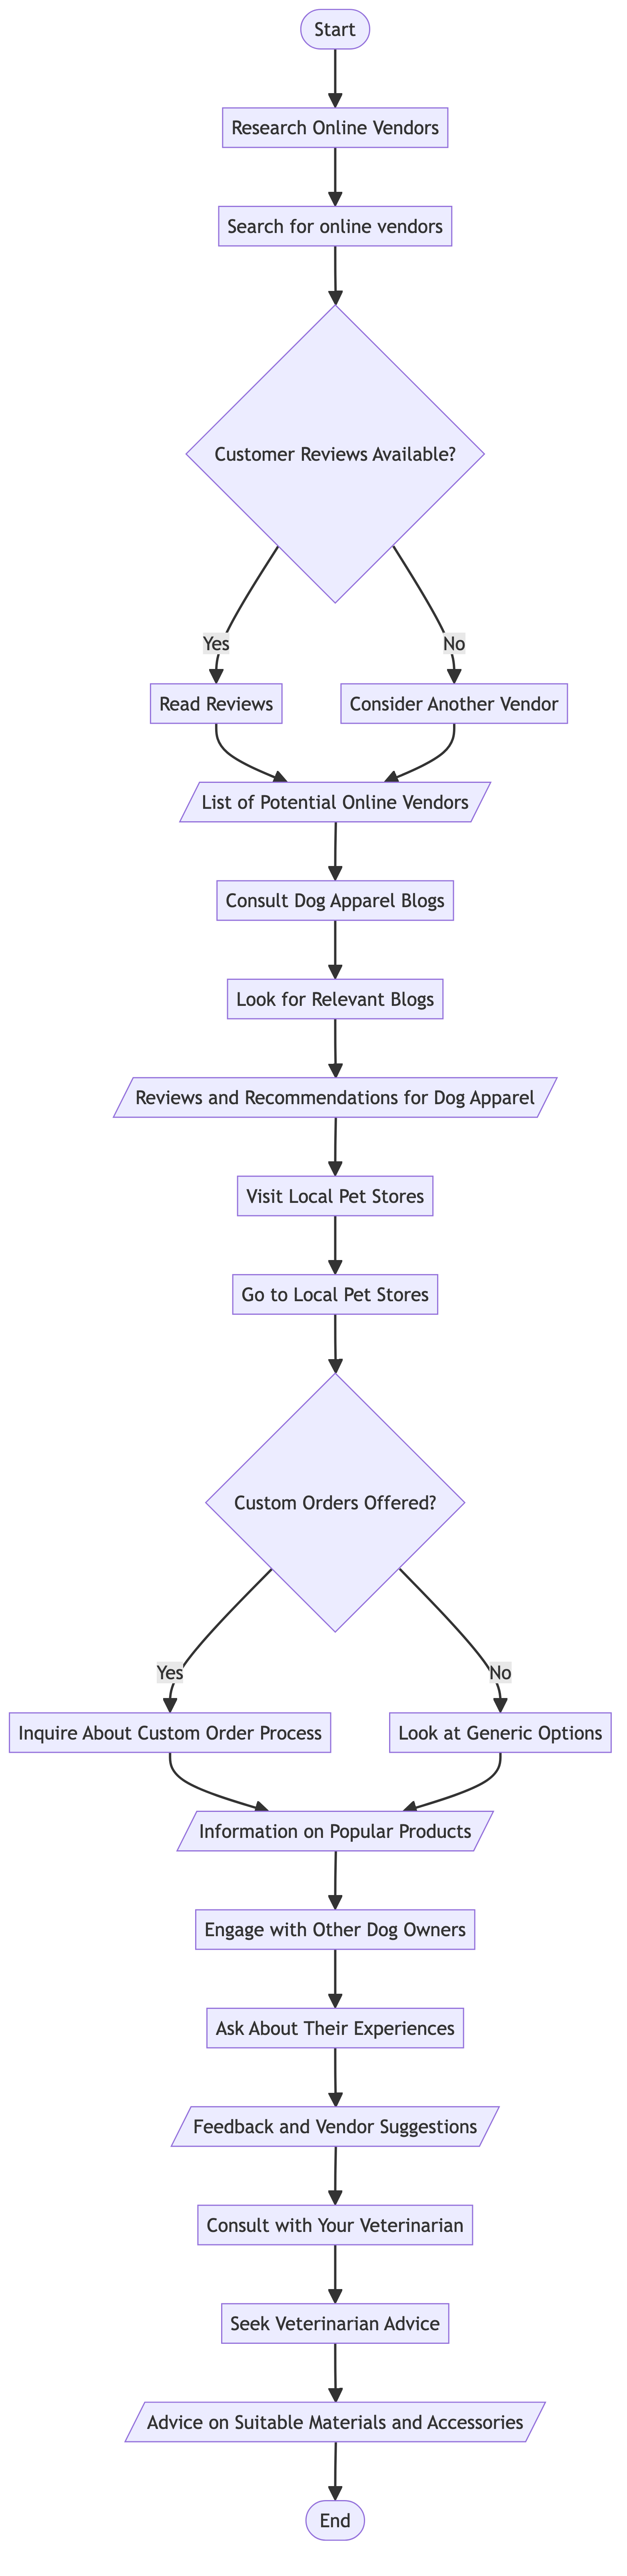 Start
Research Online Vendors
Search for online vendors
Customer Reviews Available?
Yes
No
Read Reviews
Consider Another Vendor
List of Potential Online Vendors
Consult Dog Apparel Blogs
Look for Relevant Blogs
Reviews and Recommendations for Dog Apparel
Visit Local Pet Stores
Go to Local Pet Stores
Custom Orders Offered?
Yes
No
Inquire About Custom Order Process
Look at Generic Options
Information on Popular Products
Engage with Other Dog Owners
Ask About Their Experiences
Feedback and Vendor Suggestions
Consult with Your Veterinarian
Seek Veterinarian Advice
Advice on Suitable Materials and Accessories
End